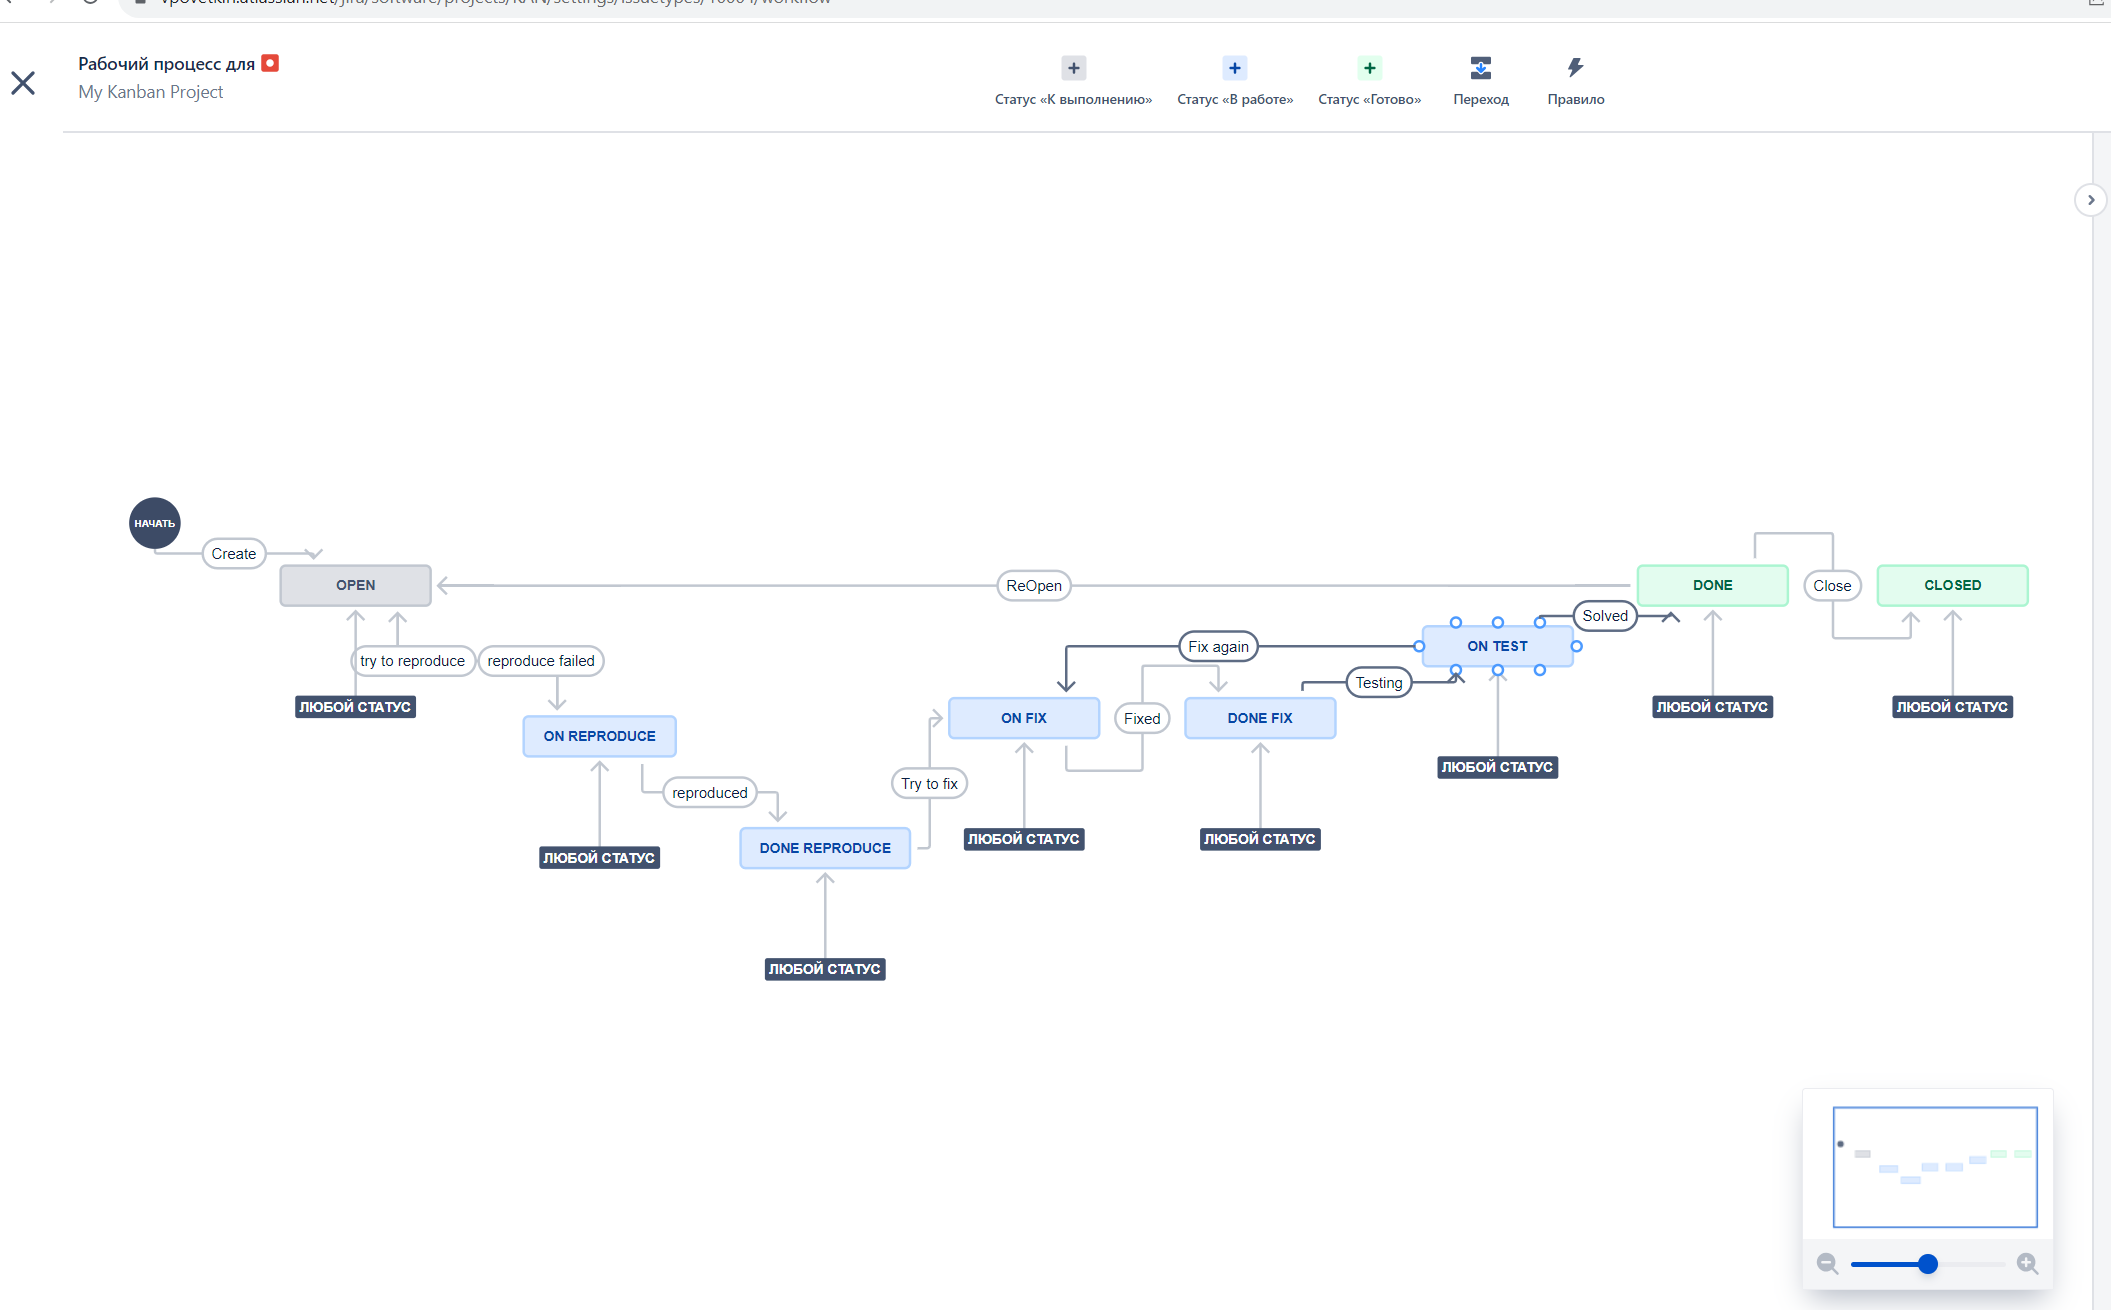 Рабочий процесс для
My Kanban Project
Статус «К выполнению»
Статус «В работе»
Статус «Готово»
Переход
Правило
НАЧАТЬ
Create
OPEN
ReOpen
DONE
Close
CLOSED
Solved
Fix again
ON TEST
try to reproduce
reproduce failed
Testing
ЛЮБОЙ СТАТУС
ON FIX
Fixed
DONE FIX
ЛЮБОЙ СТАТУС
ЛЮБОЙ СТАТУС
ON REPRODUCE
ЛЮБОЙ СТАТУС
Try to fix
reproduced
ЛЮБОЙ СТАТУС
ЛЮБОЙ СТАТУС
DONE REPRODUCE
ЛЮБОЙ СТАТУС
ЛЮБОЙ СТАТУС